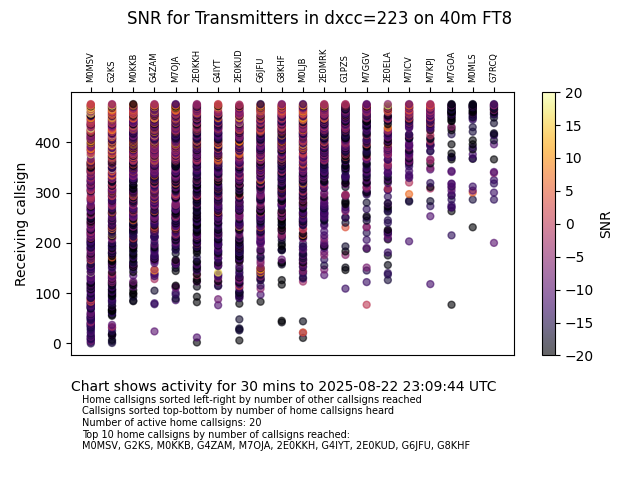 SNR for Transmitters in dxcc=223 on 40m FT8
M0MSV G2KS M0KKB G4ZAM M7OJA 2E0KKH G4IYT 2E0KUD G6JFU G8KHF M0LJB 2E0MRK G1PZS M7GGV 2E0ELA M7ICV M7KPJ M7GOA M0MLS G7RCQ
Receiving callsign
400
300
200
100
0
20
15
10
5
0
−5
−10
−15
−20
SNR
Chart shows activity for 30 mins to 2025-08-22 23:09:44 UTC
Home callsigns sorted left-right by number of other callsigns reached
Callsigns sorted top-bottom by number of home callsigns heard
Number of active home callsigns: 20
Top 10 home callsigns by number of callsigns reached:
M0MSV, G2KS, M0KKB, G4ZAM, M7OJA, 2E0KKH, G4IYT, 2E0KUD, G6JFU, G8KHF